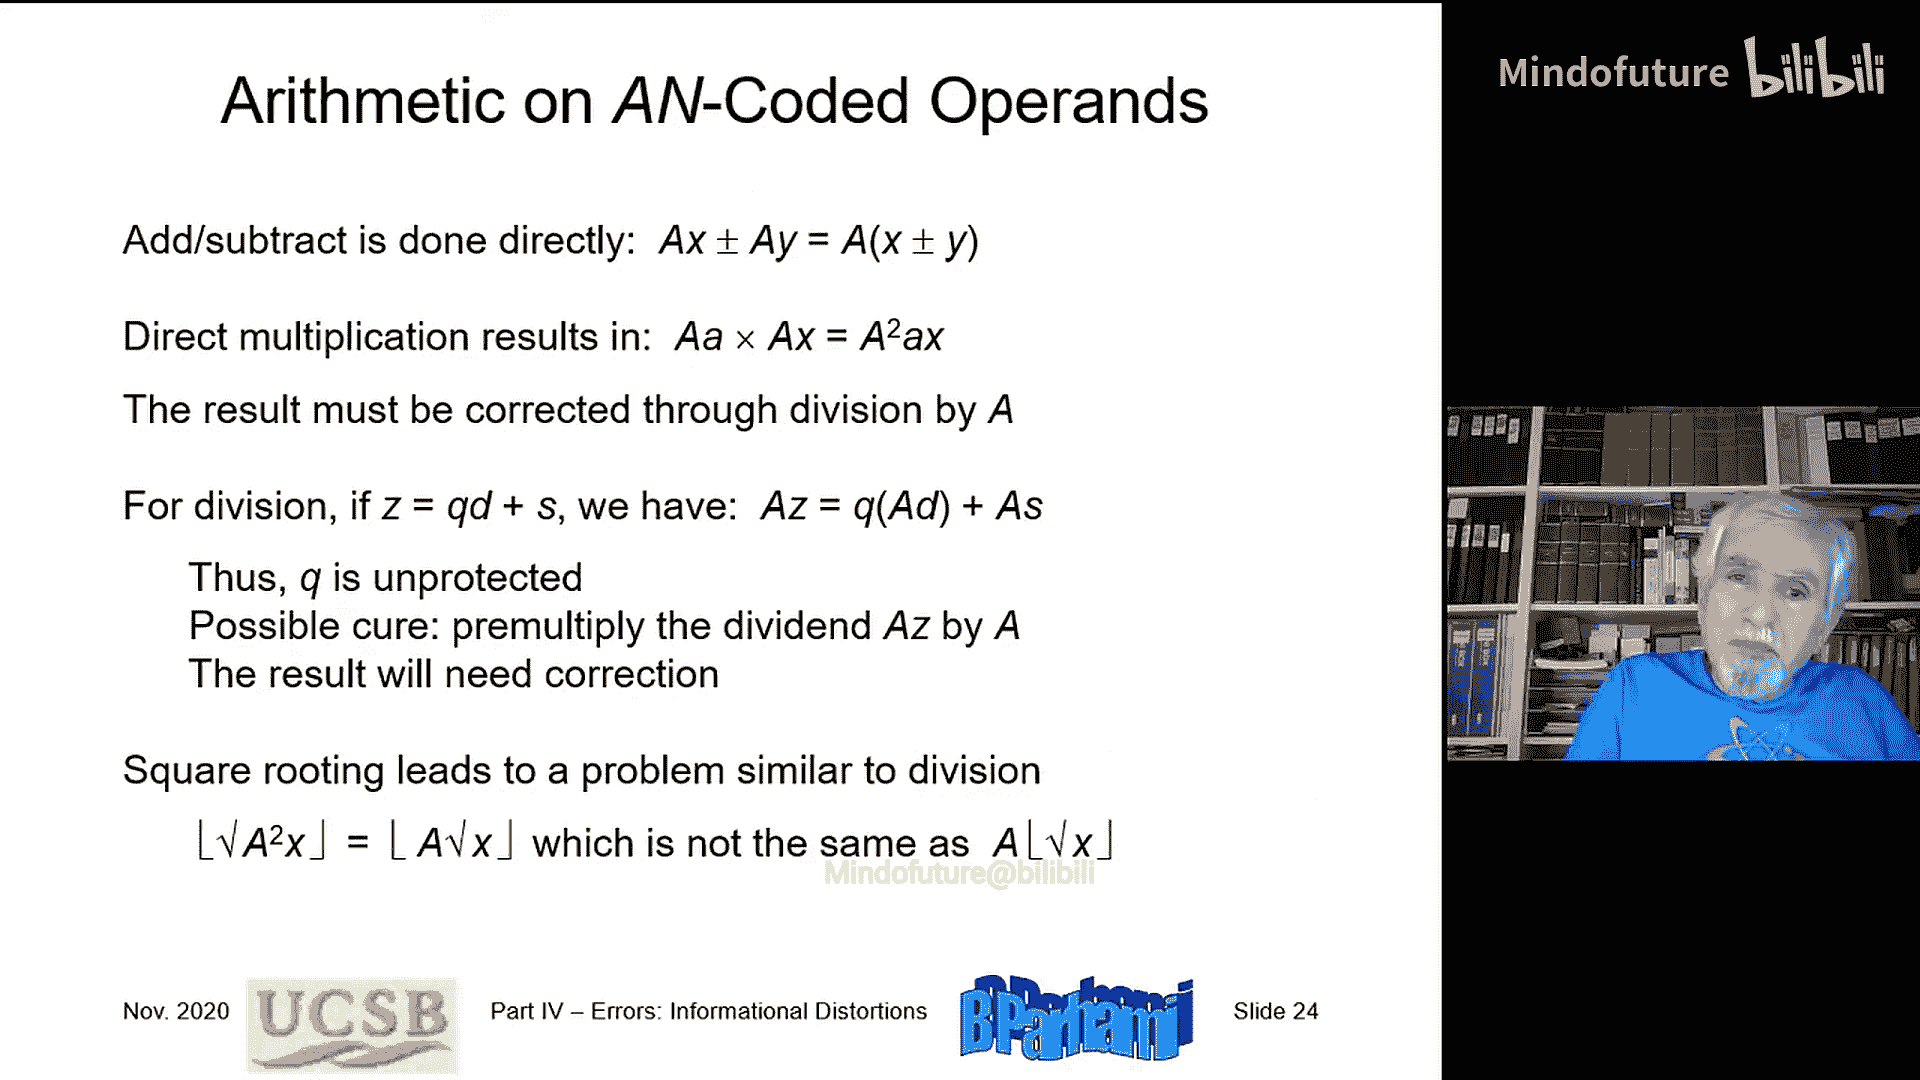 Arithmetic on AN-Coded Operands
Mindofuture bilibili
Add/subtract is done directly: Ax ± Ay = A(x ± y)
Direct multiplication results in: Aa × Ax = A²ax
The result must be corrected through division by A
For division, if z = qd + s, we have: Az = q(Ad) + As
Thus, q is unprotected
Possible cure: premultiply the dividend Az by A
The result will need correction
Square rooting leads to a problem similar to division
⌊√A²x⌋ = ⌊A√x⌋ which is not the same as A⌊√x⌋
Mindofuture@bilibili
Nov. 2020 UCSB Part IV – Errors: Informational Distortions BParhami Slide 24